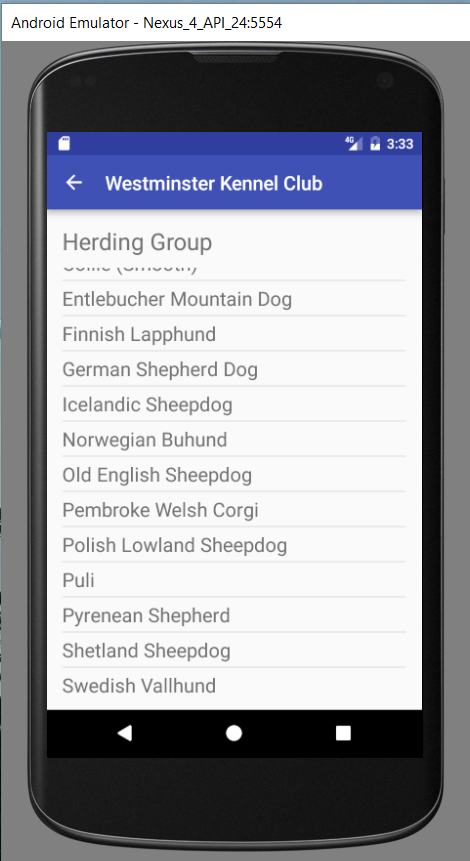 Android Emulator - Nexus_4_API_24:5554
4G 3:33
Westminster Kennel Club
Herding Group
Collie (Smooth)
Entlebucher Mountain Dog
Finnish Lapphund
German Shepherd Dog
Icelandic Sheepdog
Norwegian Buhund
Old English Sheepdog
Pembroke Welsh Corgi
Polish Lowland Sheepdog
Puli
Pyrenean Shepherd
Shetland Sheepdog
Swedish Vallhund